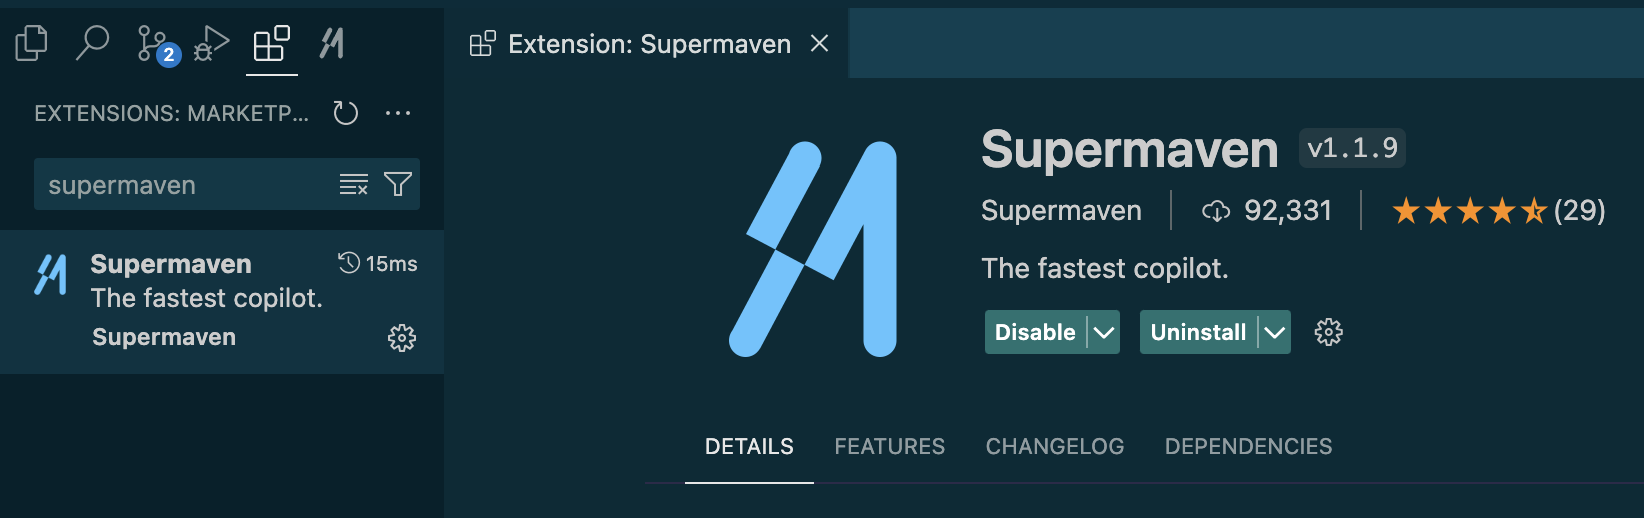 2
EXTENSIONS: MARKETP...
supermaven
Supermaven 15ms
The fastest copilot.
Supermaven
Extension: Supermaven
Supermaven v1.1.9
Supermaven 92,331 (29)
The fastest copilot.
Disable Uninstall
DETAILS FEATURES CHANGELOG DEPENDENCIES